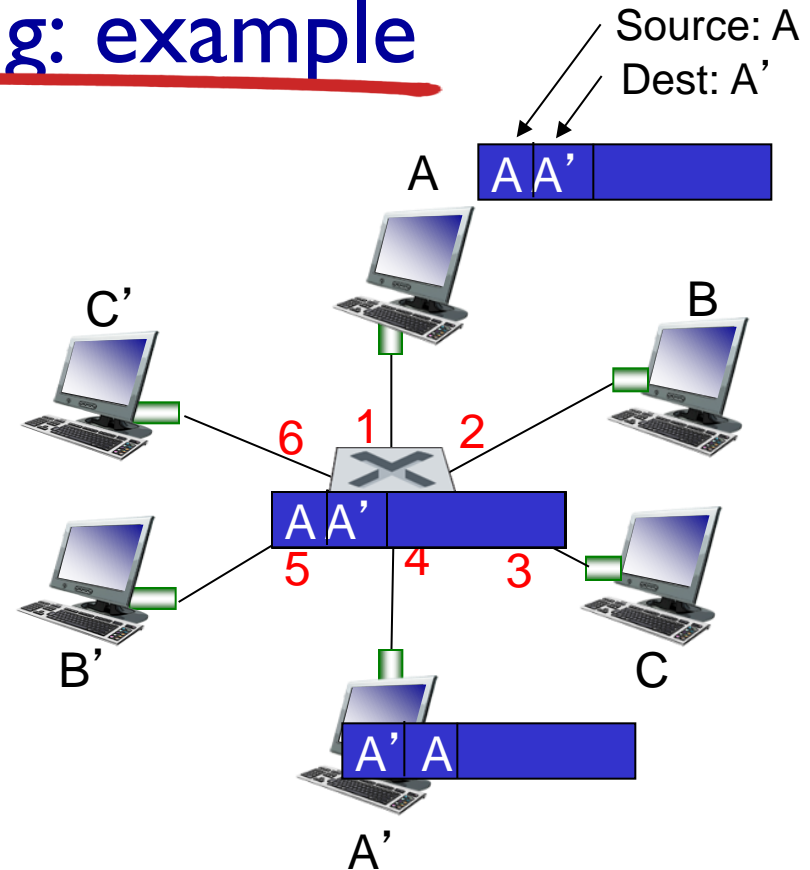 g: example
Source: A
Dest: A’
A
A A’
C’
B
6
1
2
A A’
5
4
3
B’
C
A’ A
A’